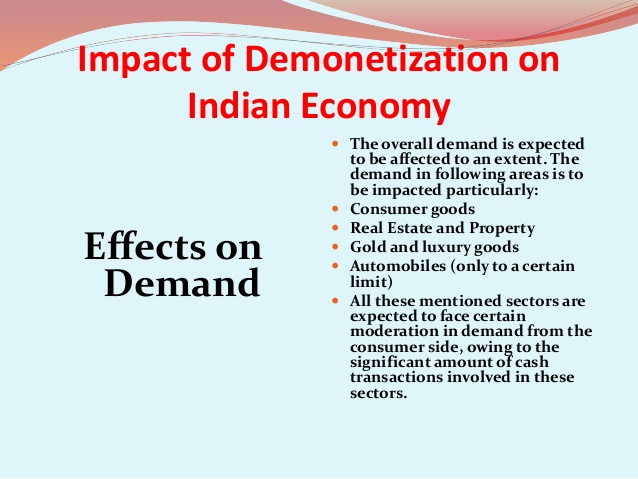 Impact of Demonetization on
Indian Economy
Effects on
Demand
• The overall demand is expected
to be affected to an extent. The
demand in following areas is to
be impacted particularly:
• Consumer goods
• Real Estate and Property
• Gold and luxury goods
• Automobiles (only to a certain
limit)
• All these mentioned sectors are
expected to face certain
moderation in demand from the
consumer side, owing to the
significant amount of cash
transactions involved in these
sectors.